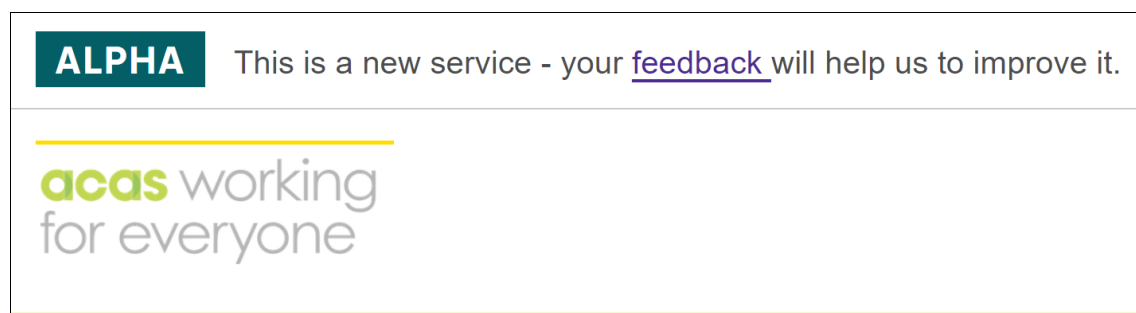 ALPHA This is a new service - your feedback will help us to improve it.
acas working
for everyone